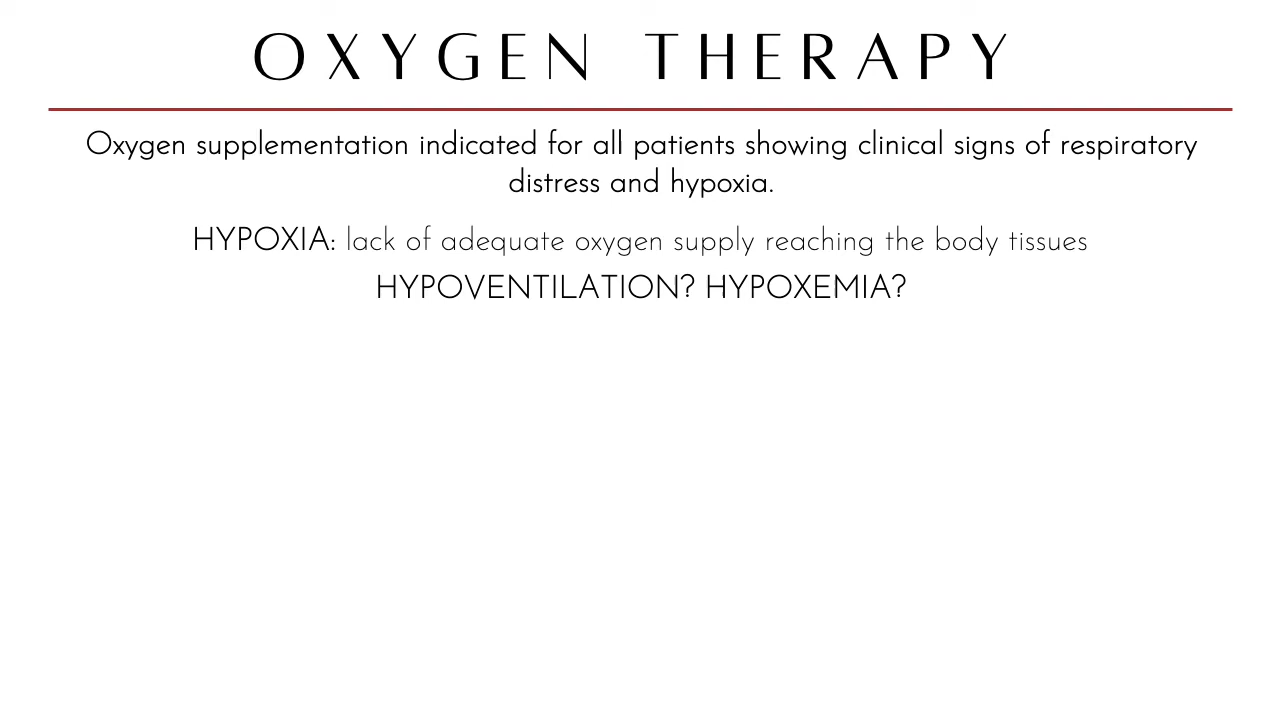 OXYGEN THERAPY
Oxygen supplementation indicated for all patients showing clinical signs of respiratory
distress and hypoxia.
HYPOXIA: lack of adequate oxygen supply reaching the body tissues
HYPOVENTILATION? HYPOXEMIA?